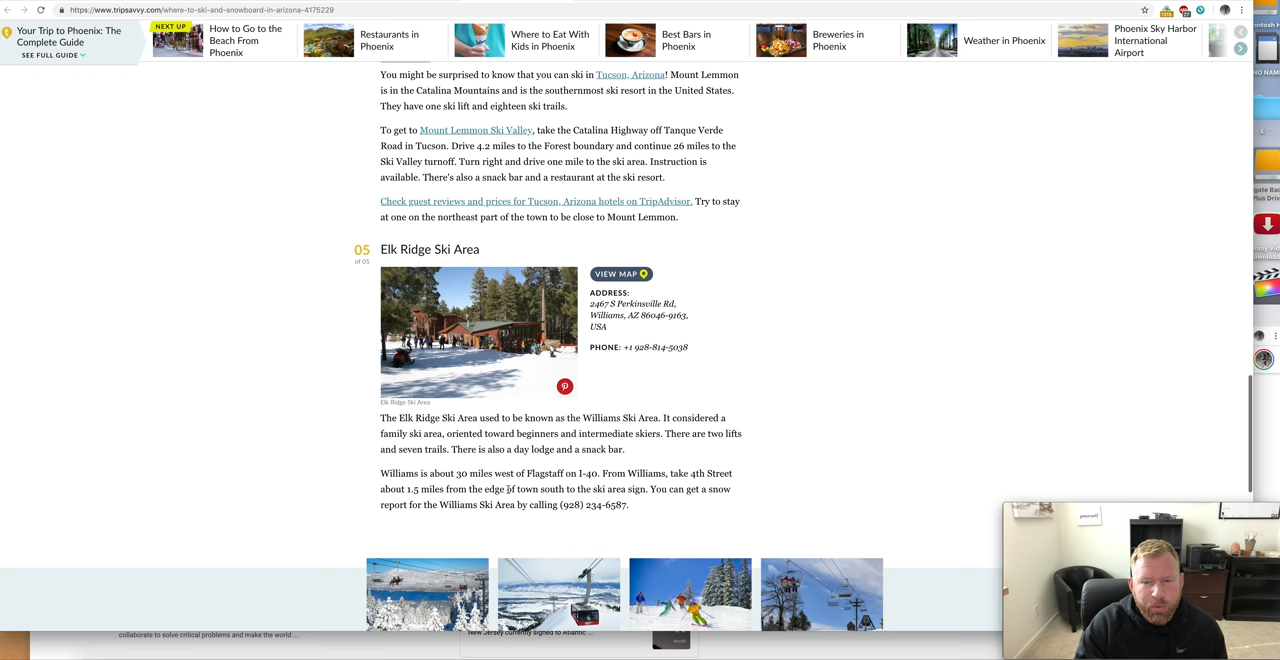 https://www.tripsavvy.com/where-to-ski-and-snowboard-in-arizona-4175229
Your Trip to Phoenix: The
Complete Guide
SEE FULL GUIDE
NEXT UP
How to Go to the
Beach From
Phoenix
Restaurants in
Phoenix
Where to Eat With
Kids in Phoenix
Best Bars in
Phoenix
Breweries in
Phoenix
Weather in Phoenix
Phoenix Sky Harbor
International
Airport
You might be surprised to know that you can ski in Tucson, Arizona! Mount Lemmon
is in the Catalina Mountains and is the southernmost ski resort in the United States.
They have one ski lift and eighteen ski trails.
To get to Mount Lemmon Ski Valley, take the Catalina Highway off Tanque Verde
Road in Tucson. Drive 4.2 miles to the Forest boundary and continue 26 miles to the
Ski Valley turnoff. Turn right and drive one mile to the ski area. Instruction is
available. There's also a snack bar and a restaurant at the ski resort.
Check guest reviews and prices for Tucson, Arizona hotels on TripAdvisor. Try to stay
at one on the northeast part of the town to be close to Mount Lemmon.
05
of 05
Elk Ridge Ski Area
VIEW MAP
ADDRESS:
2467 S Perkinsville Rd,
Williams, AZ 86046-9163,
USA
PHONE: +1 928-814-5038
Elk Ridge Ski Area
The Elk Ridge Ski Area used to be known as the Williams Ski Area. It considered a
family ski area, oriented toward beginners and intermediate skiers. There are two lifts
and seven trails. There is also a day lodge and a snack bar.
Williams is about 30 miles west of Flagstaff on I-40. From Williams, take 4th Street
about 1.5 miles from the edge of town south to the ski area sign. You can get a snow
report for the Williams Ski Area by calling (928) 234-6587.
collaborate to solve critical problems and make the world ...
New Jersey currently signed to Atlantic ...
yourself
NO NAME